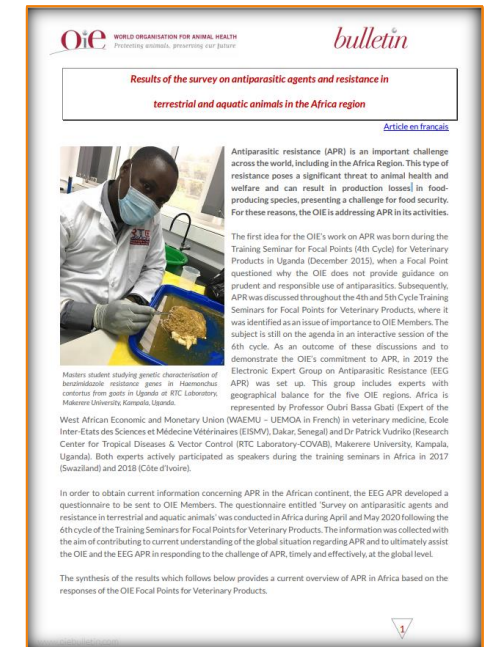 OiE WORLD ORGANISATION FOR ANIMAL HEALTH
Protecting animals, preserving our future
bulletin
Results of the survey on antiparasitic agents and resistance in
terrestrial and aquatic animals in the Africa region
Article en français
Antiparasitic resistance (APR) is an important challenge
across the world, including in the Africa Region. This type of
resistance poses a significant threat to animal health and
welfare and can result in production losses in food-
producing species, presenting a challenge for food security.
For these reasons, the OIE is addressing APR in its activities.
The first idea for the OIE's work on APR was born during the
Training Seminar for Focal Points (4th Cycle) for Veterinary
Products in Uganda (December 2015), when a Focal Point
questioned why the OIE does not provide guidance on
prudent and responsible use of antiparasitics. Subsequently,
APR was discussed throughout the 4th and 5th Cycle Training
Seminars for Focal Points for Veterinary Products, where it
was identified as an issue of importance to OIE Members. The
subject is still on the agenda in an interactive session of the
6th cycle. As an outcome of these discussions and to
demonstrate the OIE's commitment to APR, in 2019 the
Electronic Expert Group on Antiparasitic Resistance (EEG
APR) was set up. This group includes experts with
geographical balance for the five OIE regions. Africa is
represented by Professor Oubri Bassa Gbati (Expert of the
Masters student studying genetic characterisation of
benzimidazole resistance genes in Haemonchus
contortus from goats in Uganda at RTC Laboratory,
Makerere University, Kampala, Uganda.
West African Economic and Monetary Union (WAEMU – UEMOA in French) in veterinary medicine, Ecole
Inter-Etats des Sciences et Médecine Vétérinaires (EISMV), Dakar, Senegal) and Dr Patrick Vudriko (Research
Center for Tropical Diseases & Vector Control (RTC Laboratory-COVAB), Makerere University, Kampala,
Uganda). Both experts actively participated as speakers during the training seminars in Africa in 2017
(Swaziland) and 2018 (Côte d'Ivoire).
In order to obtain current information concerning APR in the African continent, the EEG APR developed a
questionnaire to be sent to OIE Members. The questionnaire entitled 'Survey on antiparasitic agents and
resistance in terrestrial and aquatic animals' was conducted in Africa during April and May 2020 following the
6th cycle of the Training Seminars for Focal Points for Veterinary Products. The information was collected with
the aim of contributing to current understanding of the global situation regarding APR and to ultimately assist
the OIE and the EEG APR in responding to the challenge of APR, timely and effectively, at the global level.
The synthesis of the results which follows below provides a current overview of APR in Africa based on the
responses of the OIE Focal Points for Veterinary Products.
1